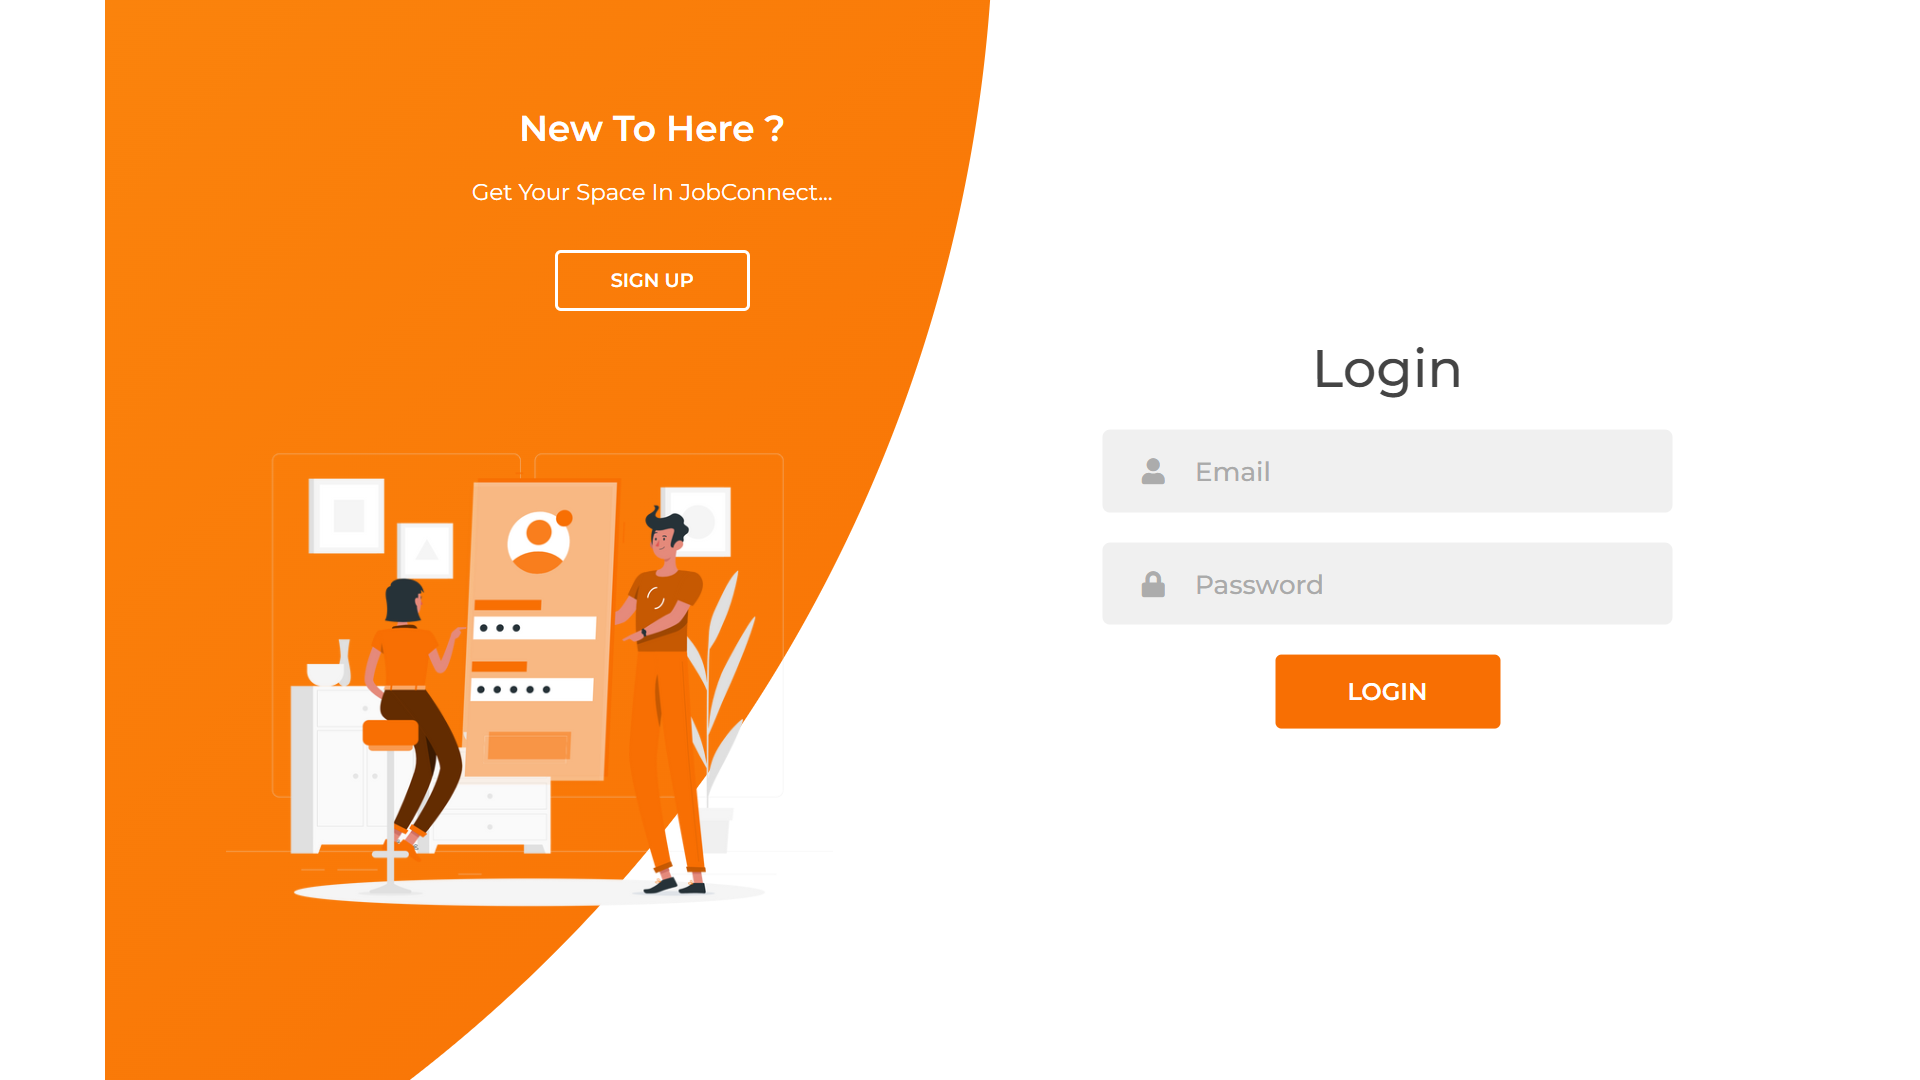 New To Here ?
Get Your Space In JobConnect...
SIGN UP
Login
Email
Password
LOGIN